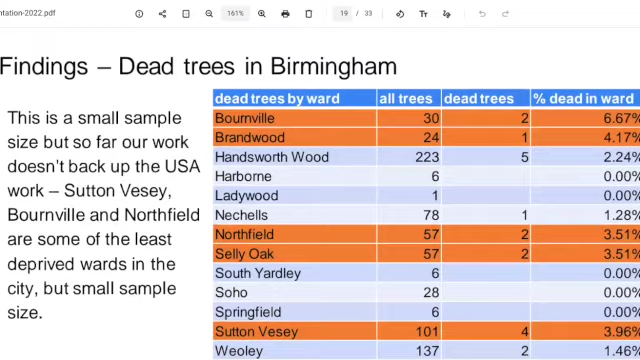 ntation-2022.pdf
161%
19 / 33
Findings – Dead trees in Birmingham
This is a small sample
size but so far our work
doesn't back up the USA
work – Sutton Vesey,
Bournville and Northfield
are some of the least
deprived wards in the
city, but small sample
size.
dead trees by ward all trees dead trees % dead in ward
Bournville 30 2 6.67%
Brandwood 24 1 4.17%
Handsworth Wood 223 5 2.24%
Harborne 6 0.00%
Ladywood 1 0.00%
Nechells 78 1 1.28%
Northfield 57 2 3.51%
Selly Oak 57 2 3.51%
South Yardley 6 0.00%
Soho 28 0.00%
Springfield 6 0.00%
Sutton Vesey 101 4 3.96%
Weoley 137 2 1.46%